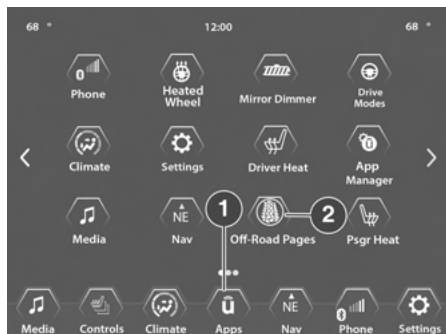 68 °
12:00
68 °
Phone
Heated
Wheel
Mirror Dimmer
Drive
Modes
Climate
Settings
Driver Heat
App
Manager
Media
NE
Nav
1
Off-Road Pages
2
Psgr Heat
Media
Controls
Climate
ū
Apps
NE
Nav
Phone
Settings